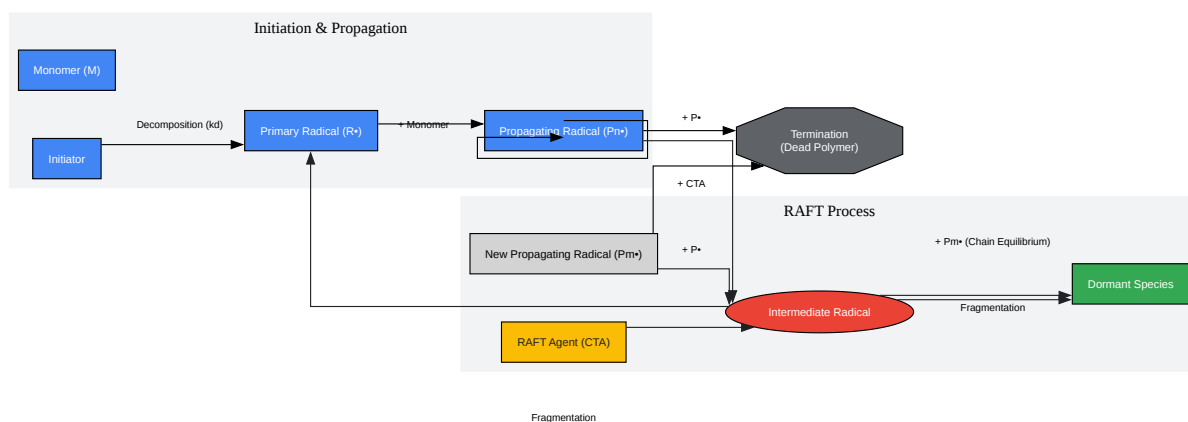 Initiation & Propagation
Monomer (M)
Decomposition (kd)
Initiator
Primary Radical (R•)
+ Monomer
Propagating Radical (Pn•)
+ P•
Termination
(Dead Polymer)
+ CTA
RAFT Process
New Propagating Radical (Pm•)
+ P•
+ Pm• (Chain Equilibrium)
Dormant Species
Intermediate Radical
Fragmentation
RAFT Agent (CTA)
Fragmentation